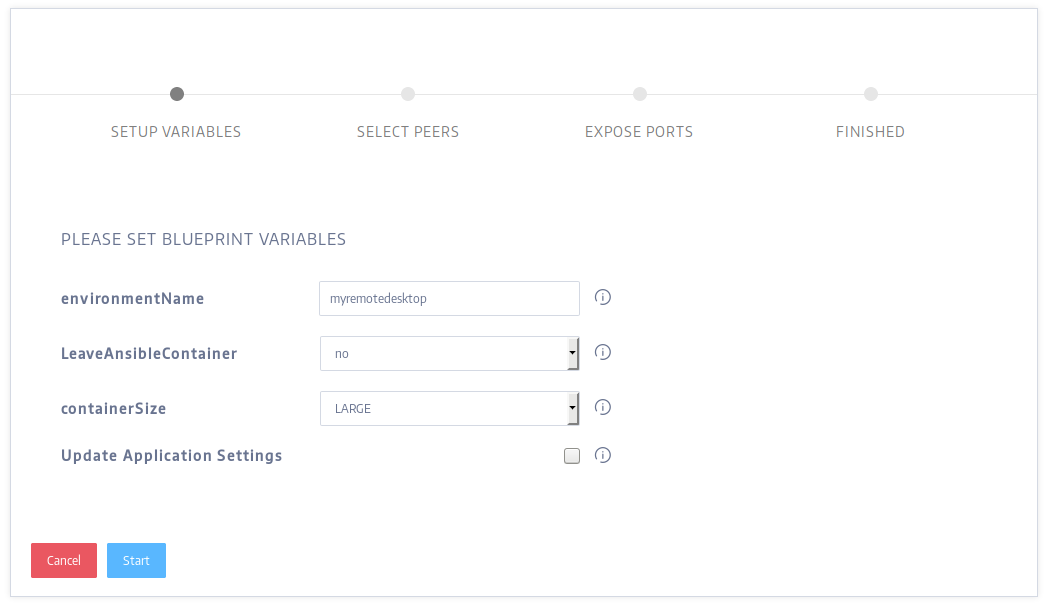 SETUP VARIABLES
SELECT PEERS
EXPOSE PORTS
FINISHED
PLEASE SET BLUEPRINT VARIABLES
environmentName
myremotedesktop
LeaveAnsibleContainer
no
containerSize
LARGE
Update Application Settings
Cancel
Start